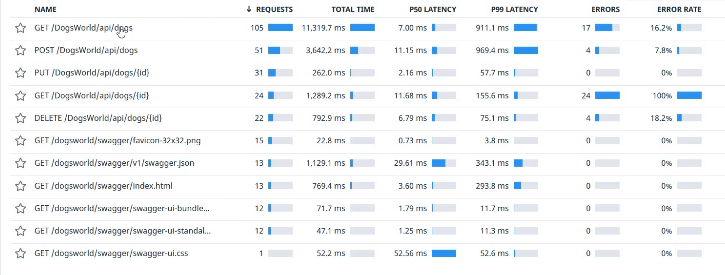 NAME ↓ REQUESTS TOTAL TIME P50 LATENCY P99 LATENCY ERRORS ERROR RATE
GET /DogsWorld/api/dogs 105 11,319.7 ms 7.00 ms 911.1 ms 17 16.2%
POST /DogsWorld/api/dogs 51 3,642.2 ms 11.15 ms 969.4 ms 4 7.8%
PUT /DogsWorld/api/dogs/{id} 31 262.0 ms 2.16 ms 57.7 ms 0 0%
GET /DogsWorld/api/dogs/{id} 24 1,289.2 ms 11.68 ms 155.6 ms 24 100%
DELETE /DogsWorld/api/dogs/{id} 22 792.9 ms 6.79 ms 75.1 ms 4 18.2%
GET /dogsworld/swagger/favicon-32x32.png 15 22.8 ms 0.73 ms 3.8 ms 0 0%
GET /dogsworld/swagger/v1/swagger.json 13 1,129.1 ms 29.61 ms 343.1 ms 0 0%
GET /dogsworld/swagger/index.html 13 769.4 ms 3.60 ms 293.8 ms 0 0%
GET /dogsworld/swagger/swagger-ui-bundle... 12 71.7 ms 1.79 ms 11.7 ms 0 0%
GET /dogsworld/swagger/swagger-ui-standal... 12 47.1 ms 1.25 ms 11.3 ms 0 0%
GET /dogsworld/swagger/swagger-ui.css 1 52.2 ms 52.56 ms 52.6 ms 0 0%